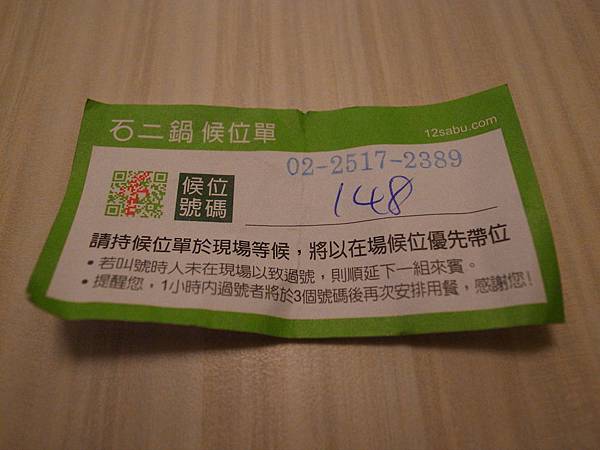 石二鍋 候位單
12sabu.com
02-2517-2389
候位
號碼
148
請持候位單於現場等候，將以在場候位優先帶位
• 若叫號時人未在現場以致過號，則順延下一組來賓。
• 提醒您，1小時內過號者將於3個號碼後再次安排用餐，感謝您!